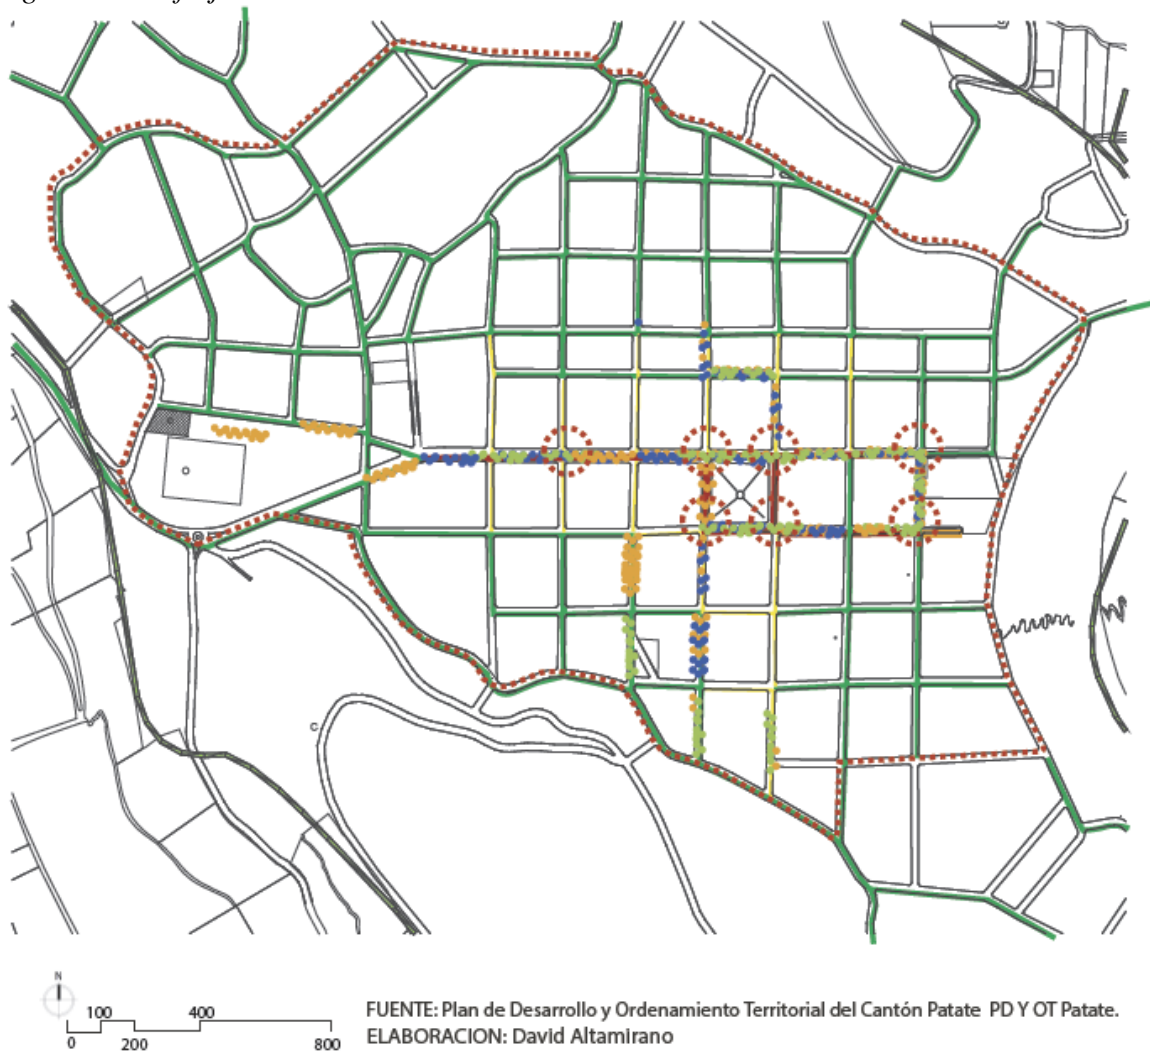 N
100 400
0 200 800
FUENTE: Plan de Desarrollo y Ordenamiento Territorial del Cantón Patate PD Y OT Patate.
ELABORACION: David Altamirano